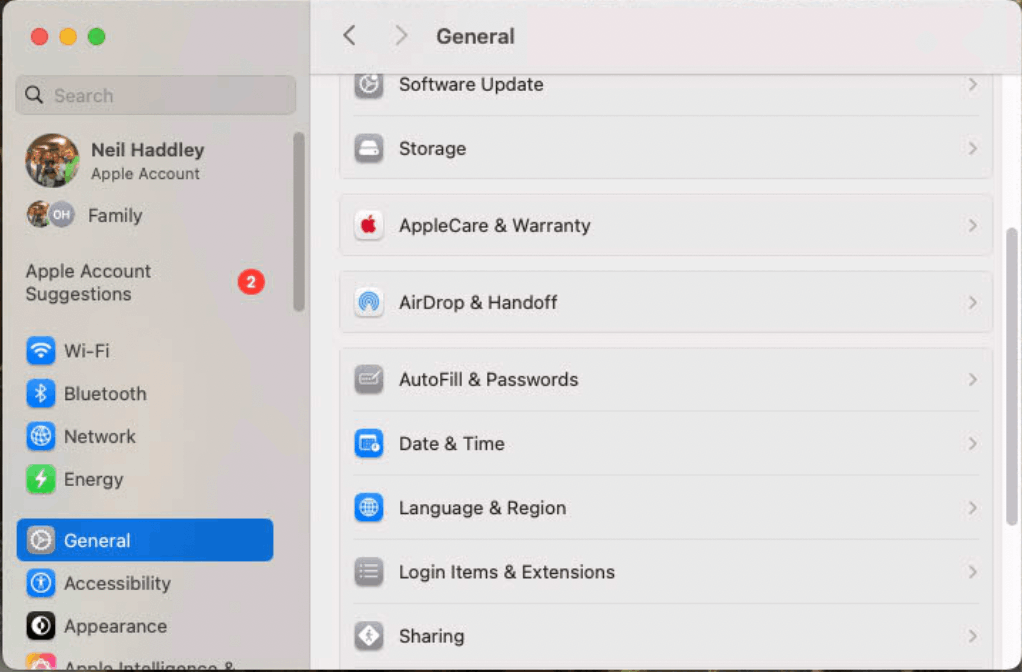 General
Search
Neil Haddley
Apple Account
OH
Family
Apple Account
Suggestions
2
Wi-Fi
Bluetooth
Network
Energy
General
Accessibility
Appearance
Apple Intelligence &
Software Update
Storage
AppleCare & Warranty
AirDrop & Handoff
AutoFill & Passwords
Date & Time
Language & Region
Login Items & Extensions
Sharing